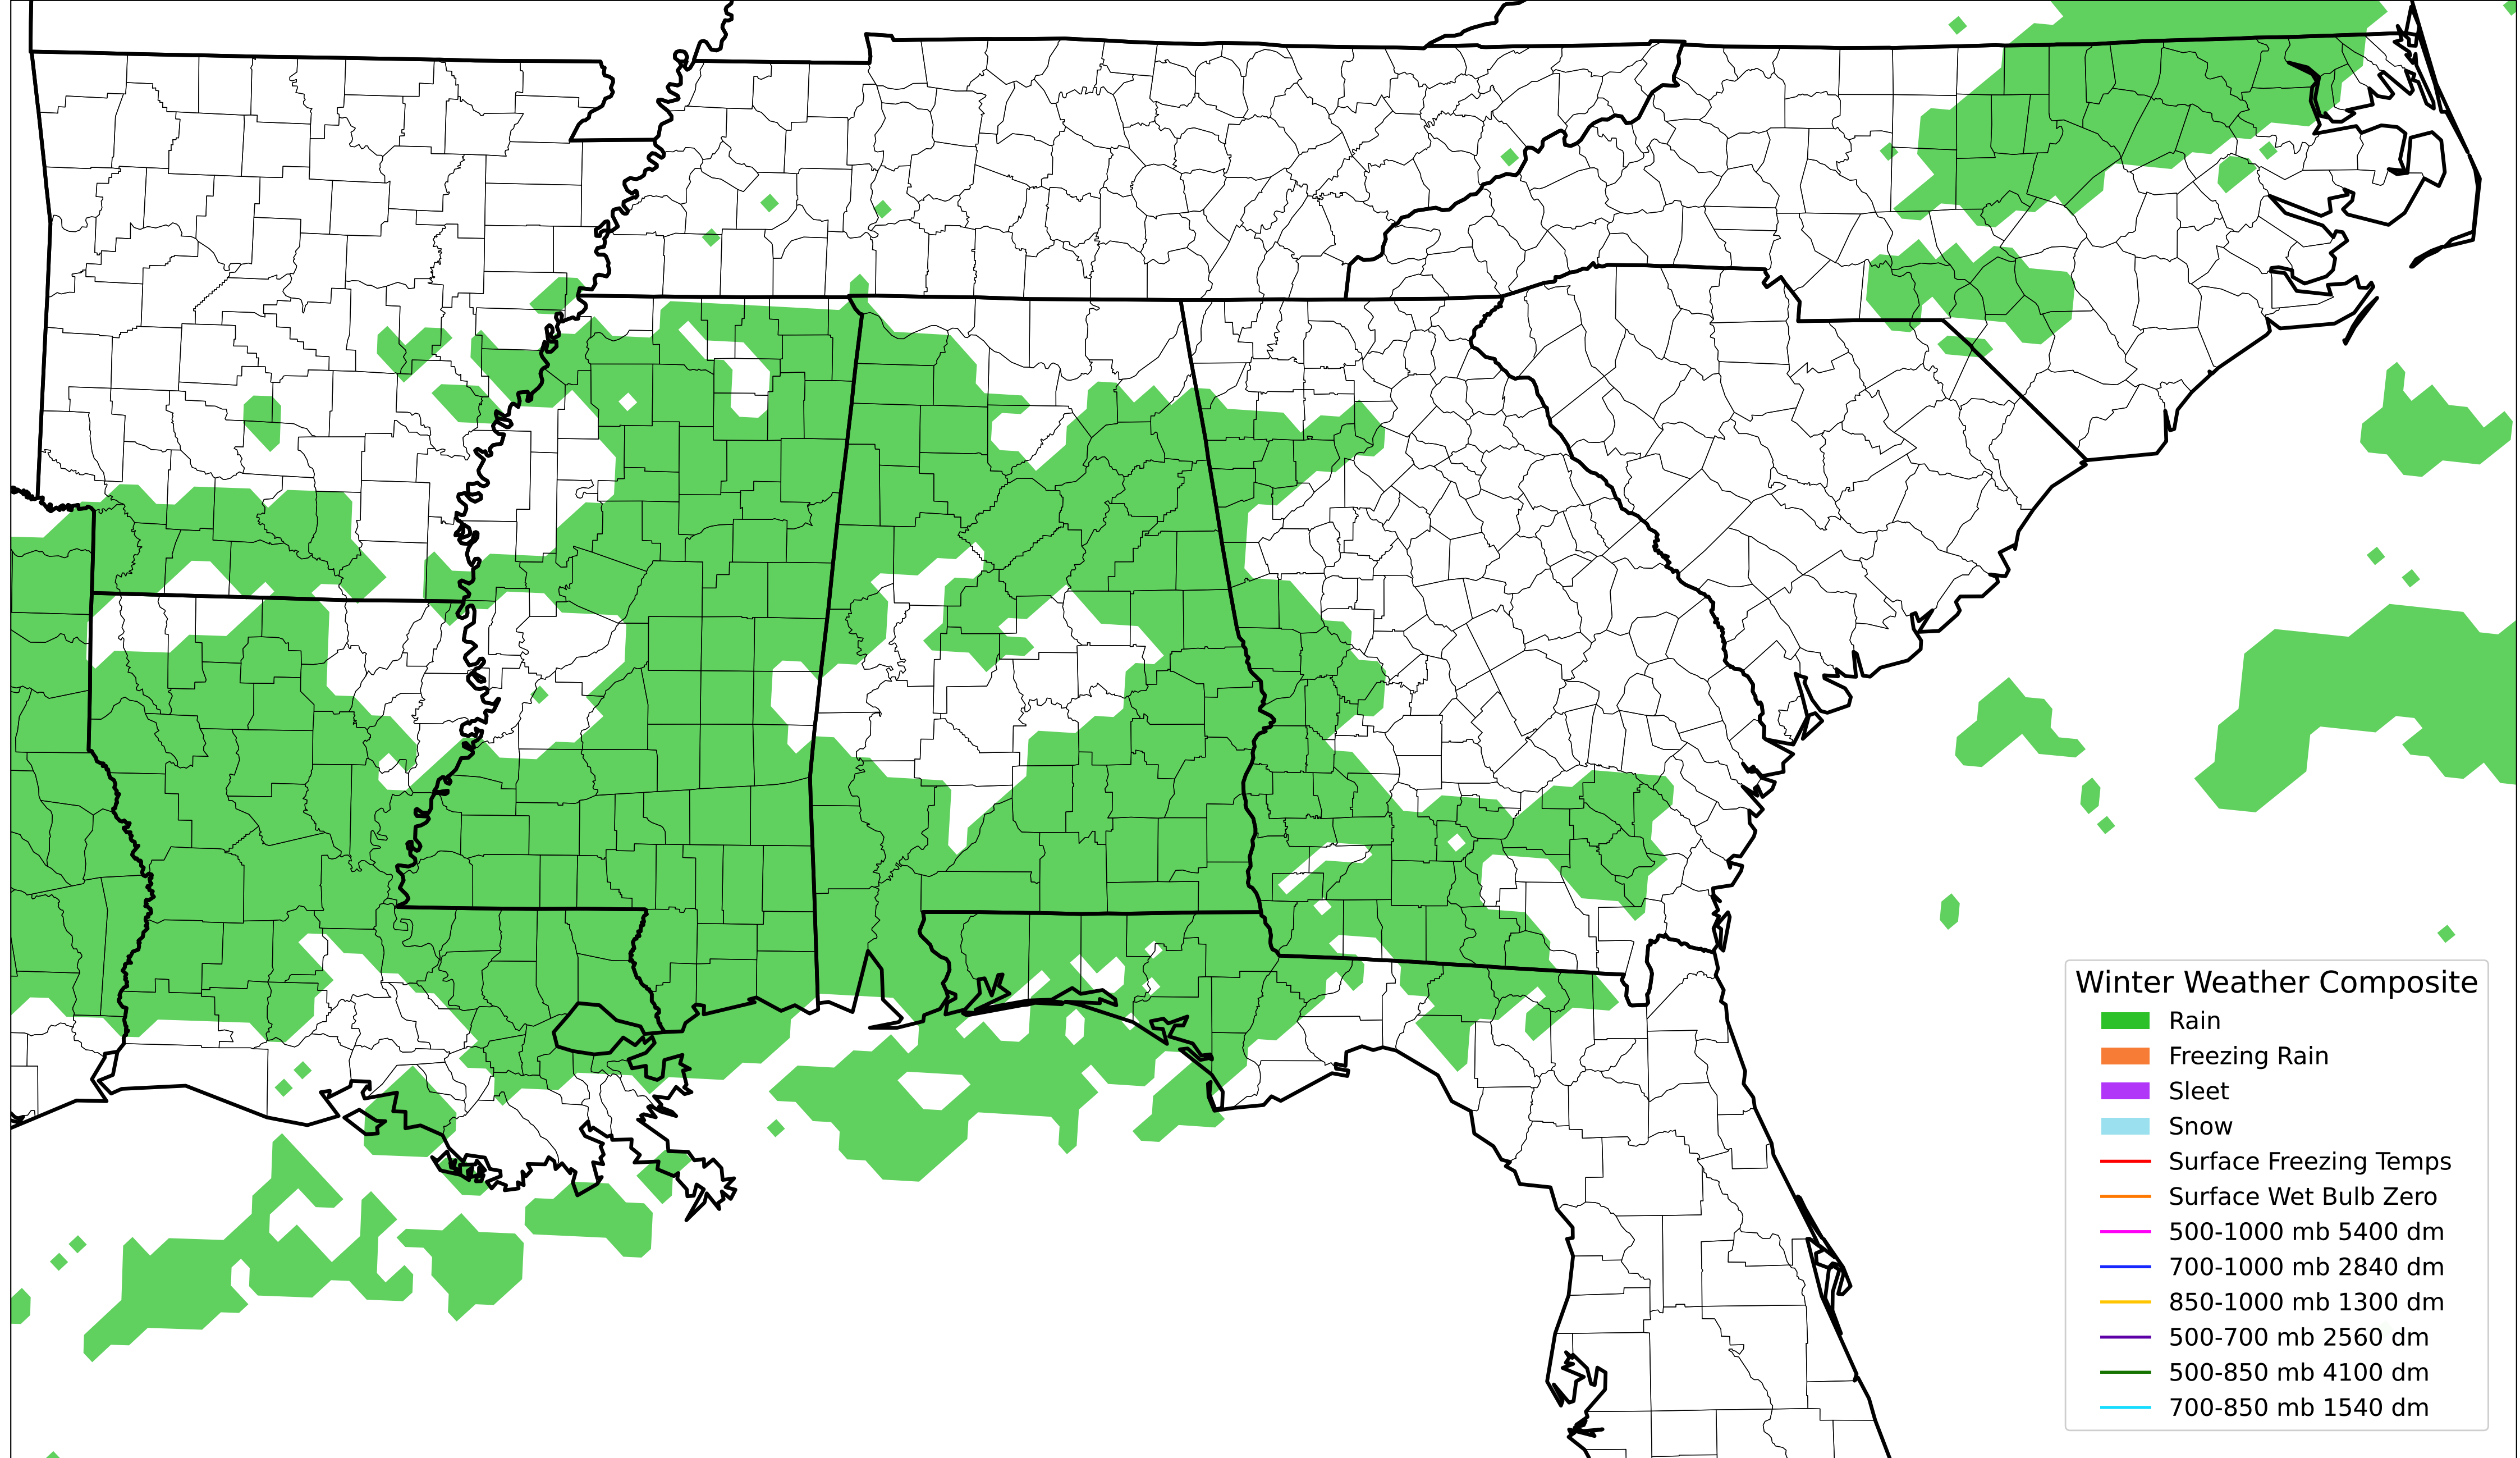 Winter Weather Composite
Rain
Freezing Rain
Sleet
Snow
Surface Freezing Temps
Surface Wet Bulb Zero
500-1000 mb 5400 dm
700-1000 mb 2840 dm
850-1000 mb 1300 dm
500-700 mb 2560 dm
500-850 mb 4100 dm
700-850 mb 1540 dm